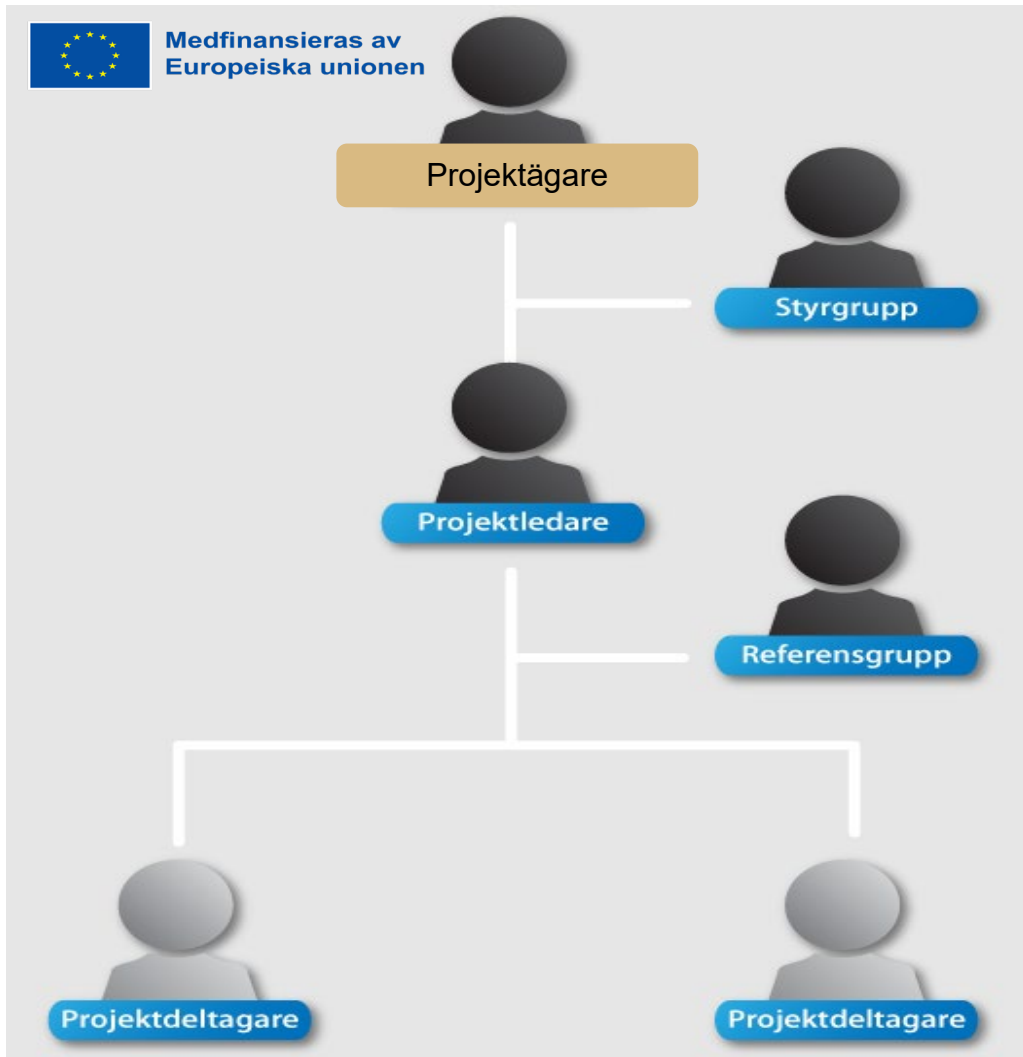 Medfinansieras av
Europeiska unionen
Projektägare
Styrgrupp
Projektledare
Referensgrupp
Projektdeltagare
Projektdeltagare